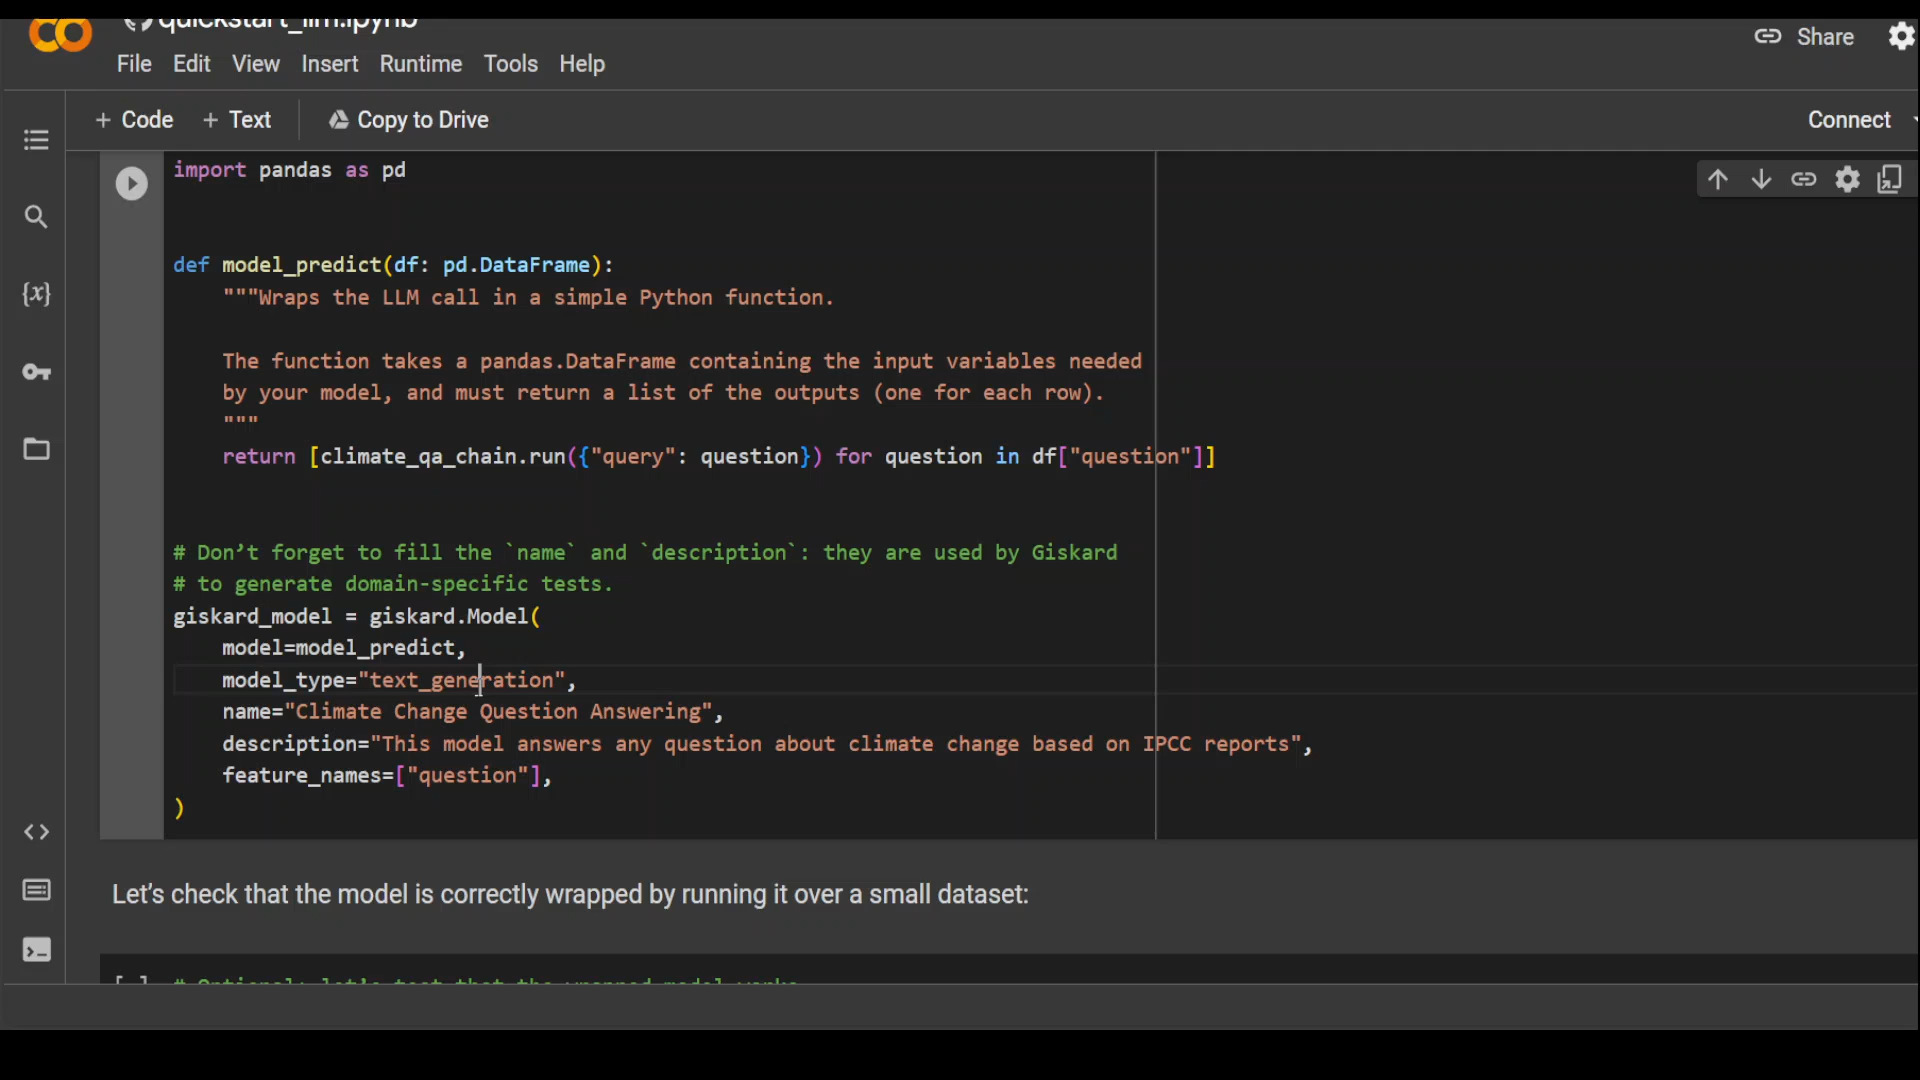 quickstart_llm.ipynb
Share
File Edit View Insert Runtime Tools Help
+ Code + Text Copy to Drive
Connect
import pandas as pd
def model_predict(df: pd.DataFrame):
"""Wraps the LLM call in a simple Python function.
The function takes a pandas.DataFrame containing the input variables needed
by your model, and must return a list of the outputs (one for each row).
"""
return [climate_qa_chain.run({"query": question}) for question in df["question"]]
# Don’t forget to fill the `name` and `description`: they are used by Giskard
# to generate domain-specific tests.
giskard_model = giskard.Model(
model=model_predict,
model_type="text_generation",
name="Climate Change Question Answering",
description="This model answers any question about climate change based on IPCC reports",
feature_names=["question"],
)
Let’s check that the model is correctly wrapped by running it over a small dataset:
[ ] # Optional: let’s test that the wrapped model works